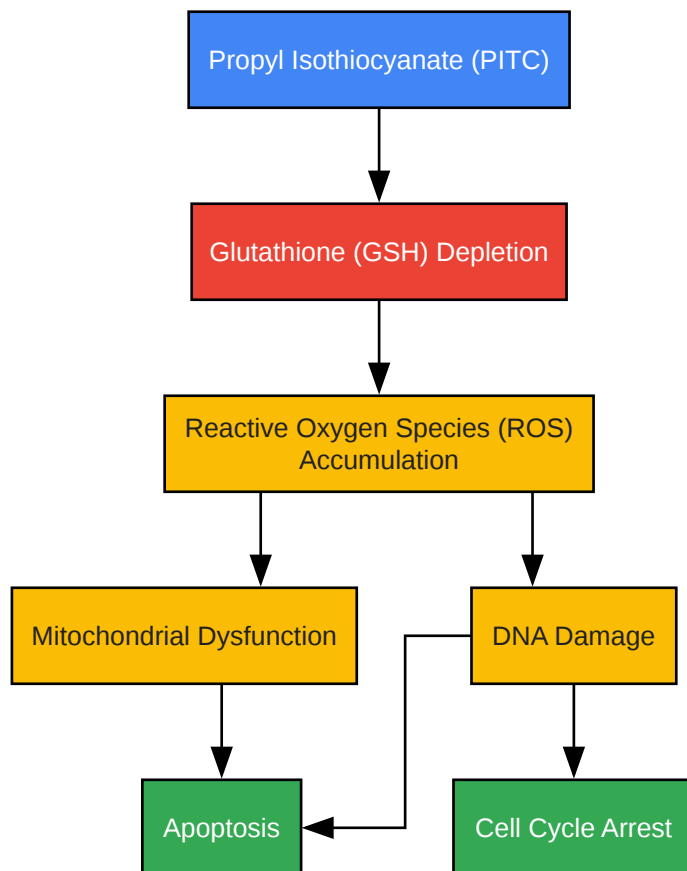 Propyl Isothiocyanate (PITC)
Glutathione (GSH) Depletion
Reactive Oxygen Species (ROS)
Accumulation
Mitochondrial Dysfunction
DNA Damage
Apoptosis
Cell Cycle Arrest